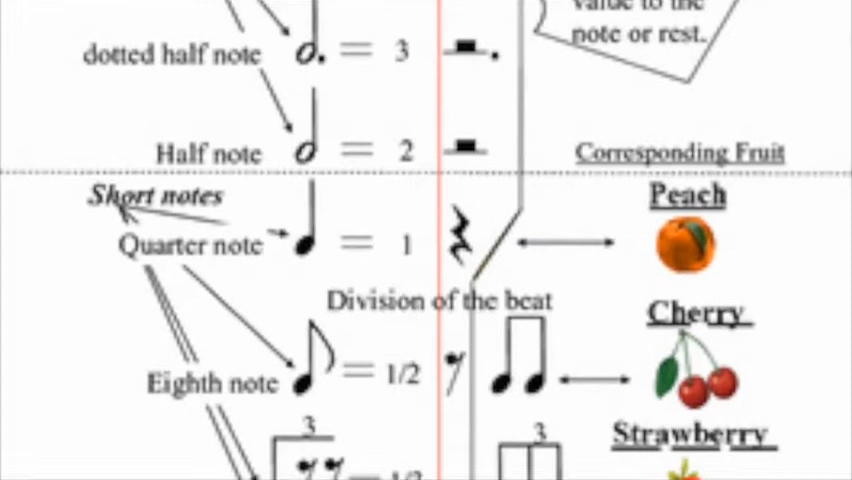 value to the
note or rest.
dotted half note = 3
Half note = 2
Corresponding Fruit
Short notes
Peach
Quarter note = 1
Division of the beat
Cherry
Eighth note = 1/2
3
3
Strawberry